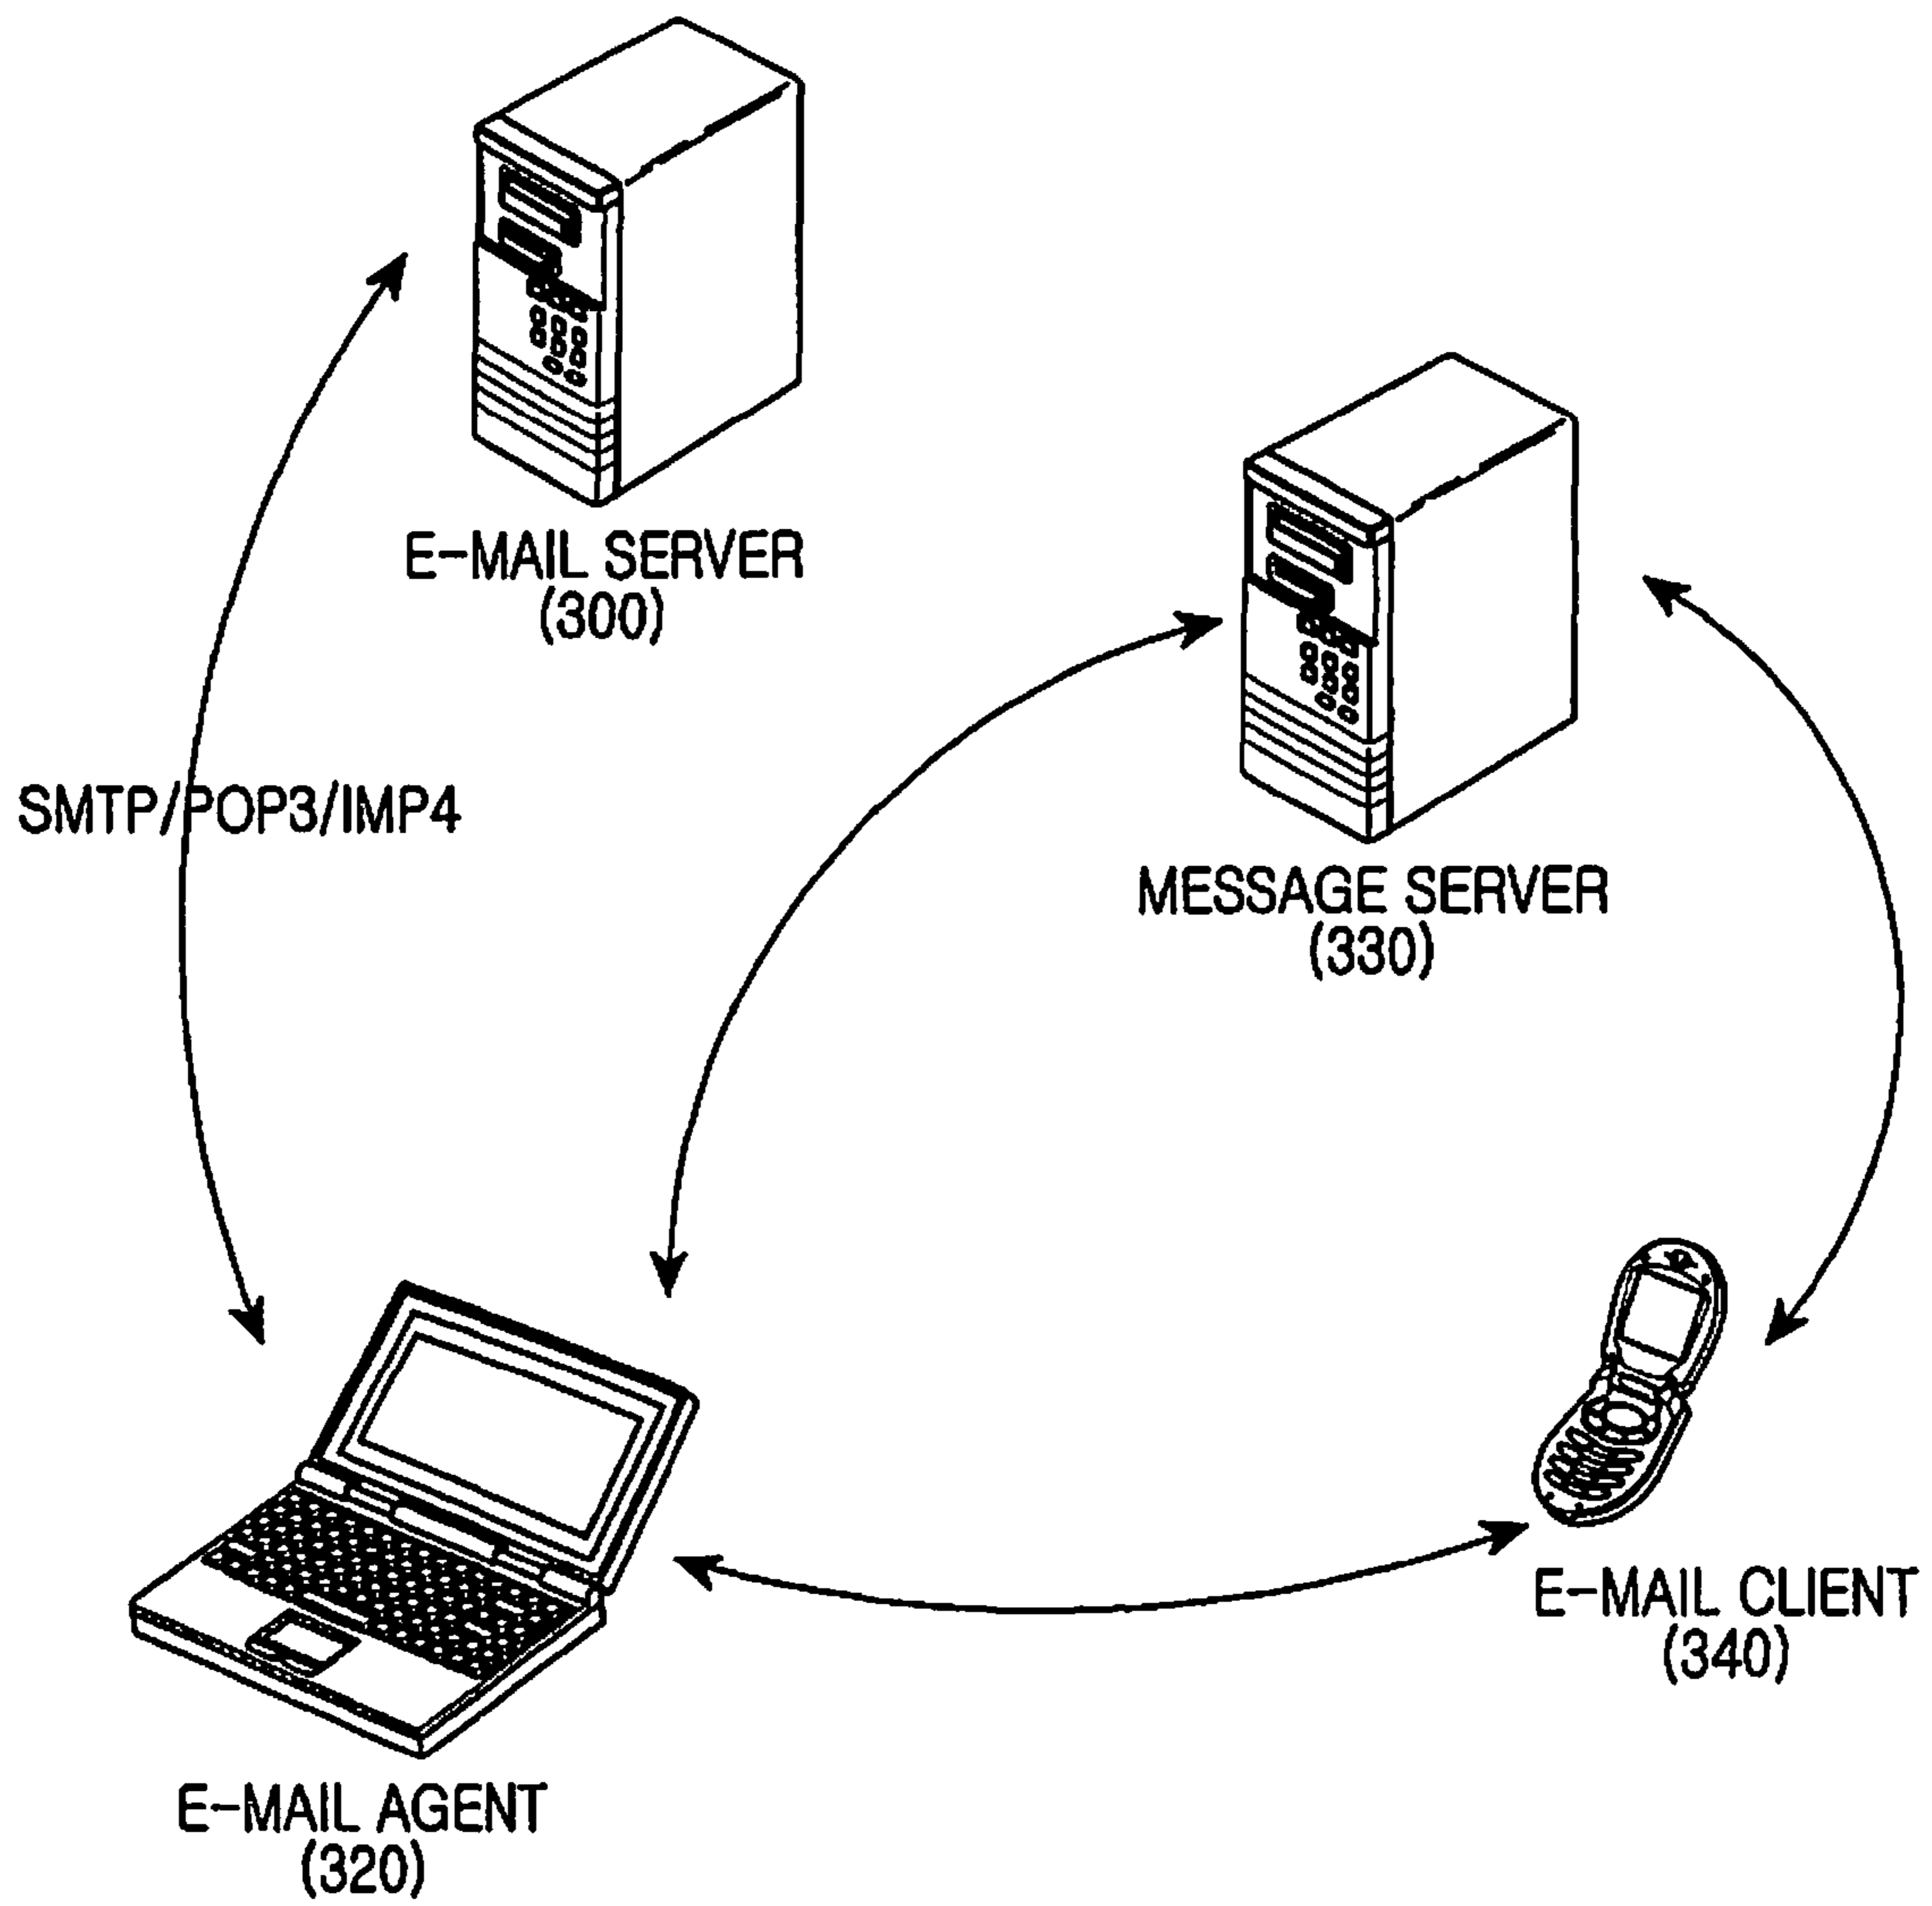 E-MAIL SERVER
(300)
SMTP/POP3/IMP4
MESSAGE SERVER
(330)
E-MAIL CLIENT
(340)
E-MAIL AGENT
(320)